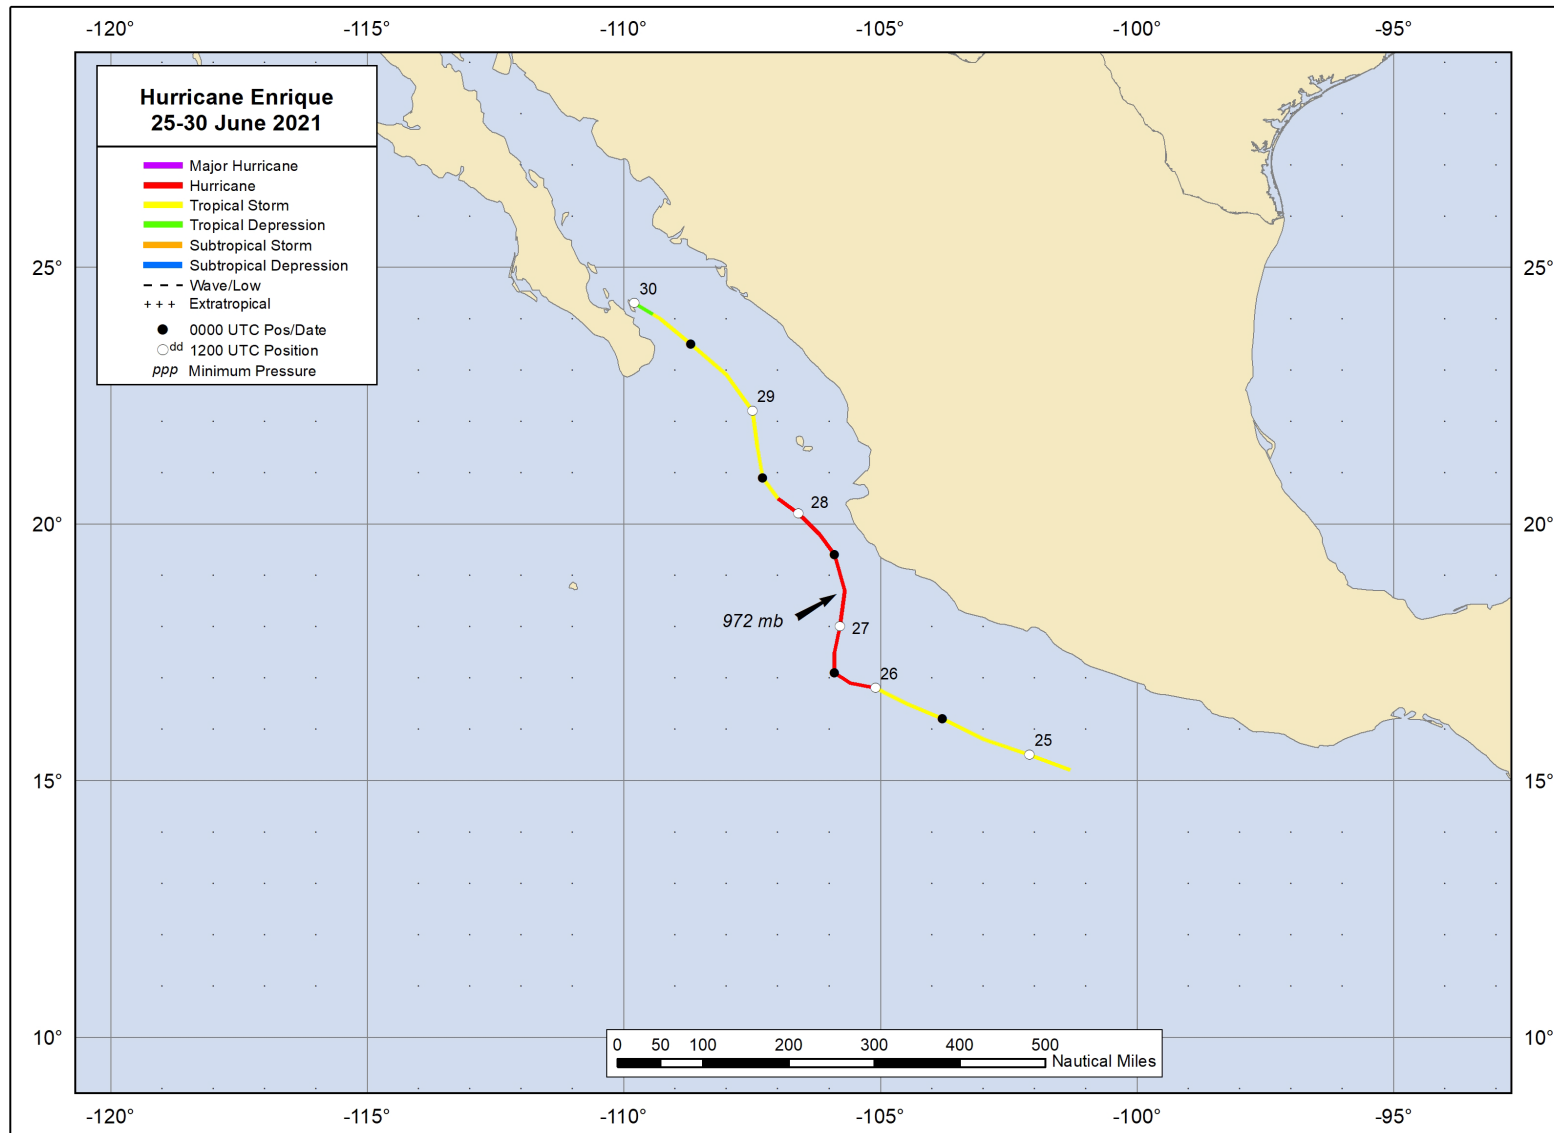 -120° -115° -110° -105° -100° -95°
Hurricane Enrique
25-30 June 2021
Major Hurricane
Hurricane
Tropical Storm
Tropical Depression
Subtropical Storm
Subtropical Depression
Wave/Low
+ + + Extratropical
0000 UTC Pos/Date
dd 1200 UTC Position
ppp Minimum Pressure
25° 25°
30
29
28
20° 20°
972 mb
27
26
25
15° 15°
10° 10°
0 50 100 200 300 400 500
Nautical Miles
-120° -115° -110° -105° -100° -95°